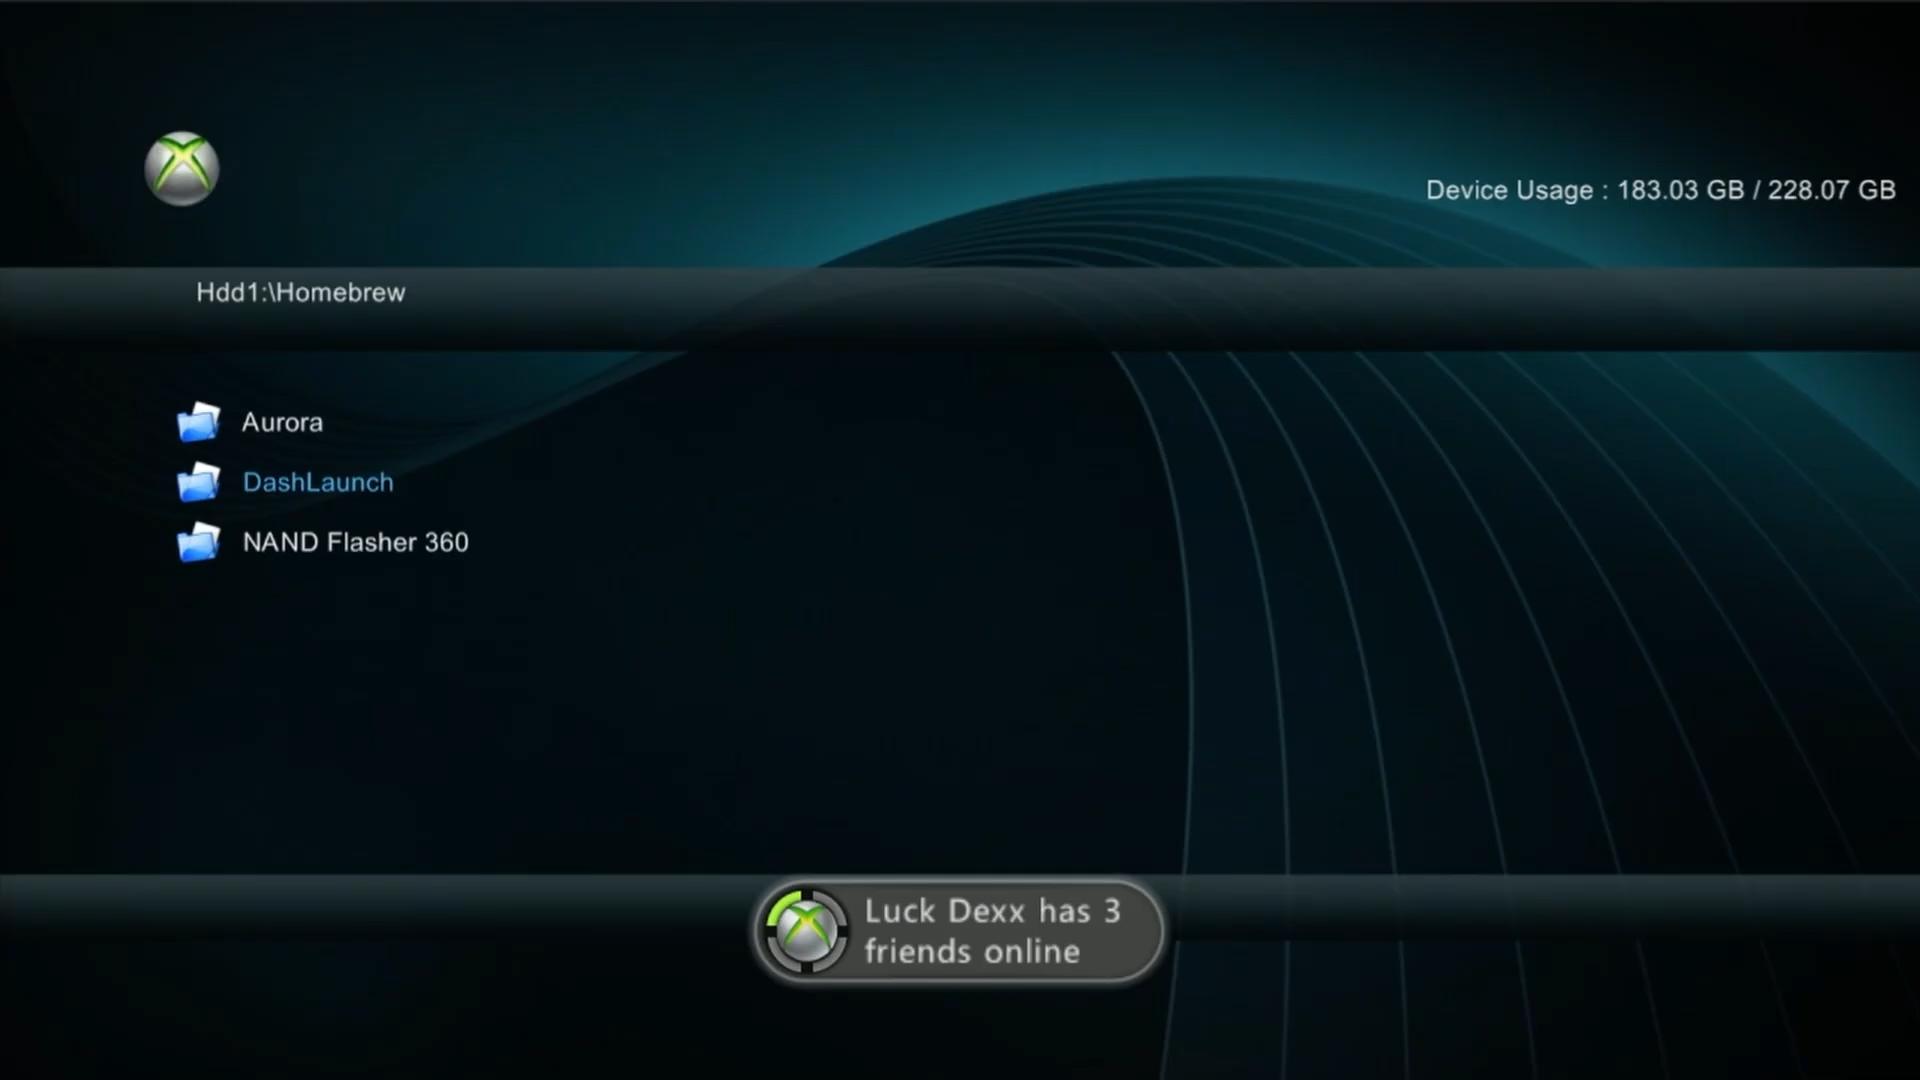 Device Usage : 183.03 GB / 228.07 GB
Hdd1:\Homebrew
Aurora
DashLaunch
NAND Flasher 360
Luck Dexx has 3
friends online